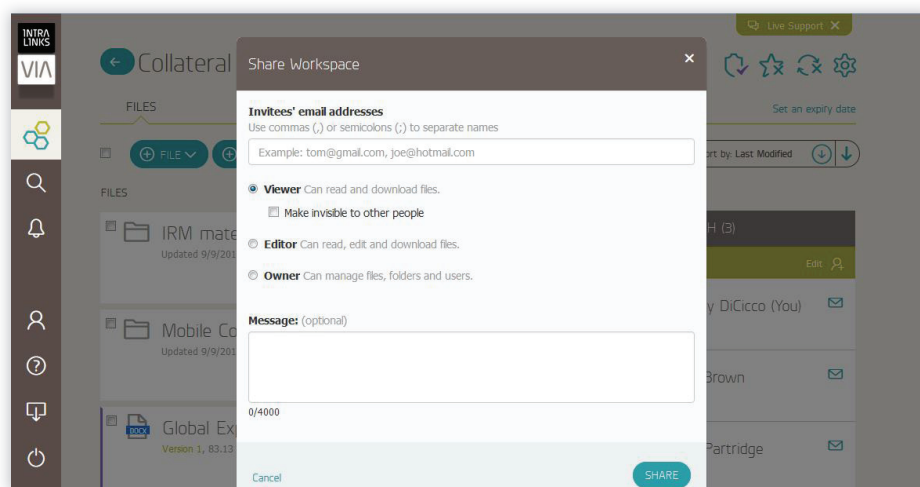 INTRA
LINKS
VIA
Live Support X
Collateral
Share Workspace
FILES
Set an expiry date
Invitees' email addresses
Use commas (,) or semicolons (;) to separate names
Example: tom@gmail.com, joe@hotmail.com
FILE
Sort by: Last Modified
FILES
Viewer Can read and download files.
Make invisible to other people
H (3)
IRM mate
Updated 9/9/201
Editor Can read, edit and download files.
Edit
Owner Can manage files, folders and users.
y DiCicco (You)
Message: (optional)
Mobile Co
Updated 9/9/201
Brown
0/4000
DOCX
Global Ex
Version 1, 83.13
Partridge
Cancel
SHARE